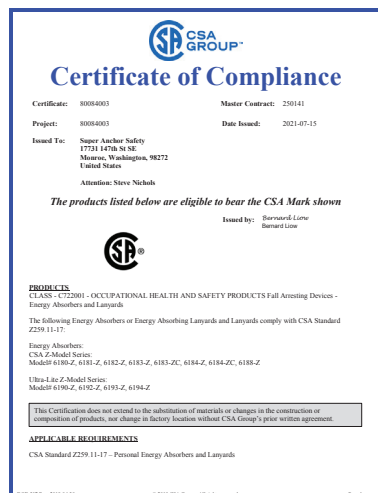 CSA
GROUP™
Certificate of Compliance
Certificate: 80084003 Master Contract: 250141
Project: 80084003 Date Issued: 2021-07-15
Issued To: Super Anchor Safety
17731 147th St SE
Monroe, Washington, 98272
United States
Attention: Steve Nichols
The products listed below are eligible to bear the CSA Mark shown
Issued by: Bernard Liow
Bernard Liow
PRODUCTS
CLASS - C722001 - OCCUPATIONAL HEALTH AND SAFETY PRODUCTS Fall Arresting Devices -
Energy Absorbers and Lanyards
The following Energy Absorbers or Energy Absorbing Lanyards and Lanyards comply with CSA Standard
Z259.11-17:
Energy Absorbers:
CSA Z-Model Series:
Model# 6180-Z, 6181-Z, 6182-Z, 6183-Z, 6183-ZC, 6184-Z, 6184-ZC, 6188-Z
Ultra-Lite Z-Model Series:
Model# 6190-Z, 6192-Z, 6193-Z, 6194-Z
This Certification does not extend to the substitution of materials or changes in the construction or
composition of products, nor change in factory location without CSA Group's prior written agreement.
APPLICABLE REQUIREMENTS
CSA Standard Z259.11-17 – Personal Energy Absorbers and Lanyards